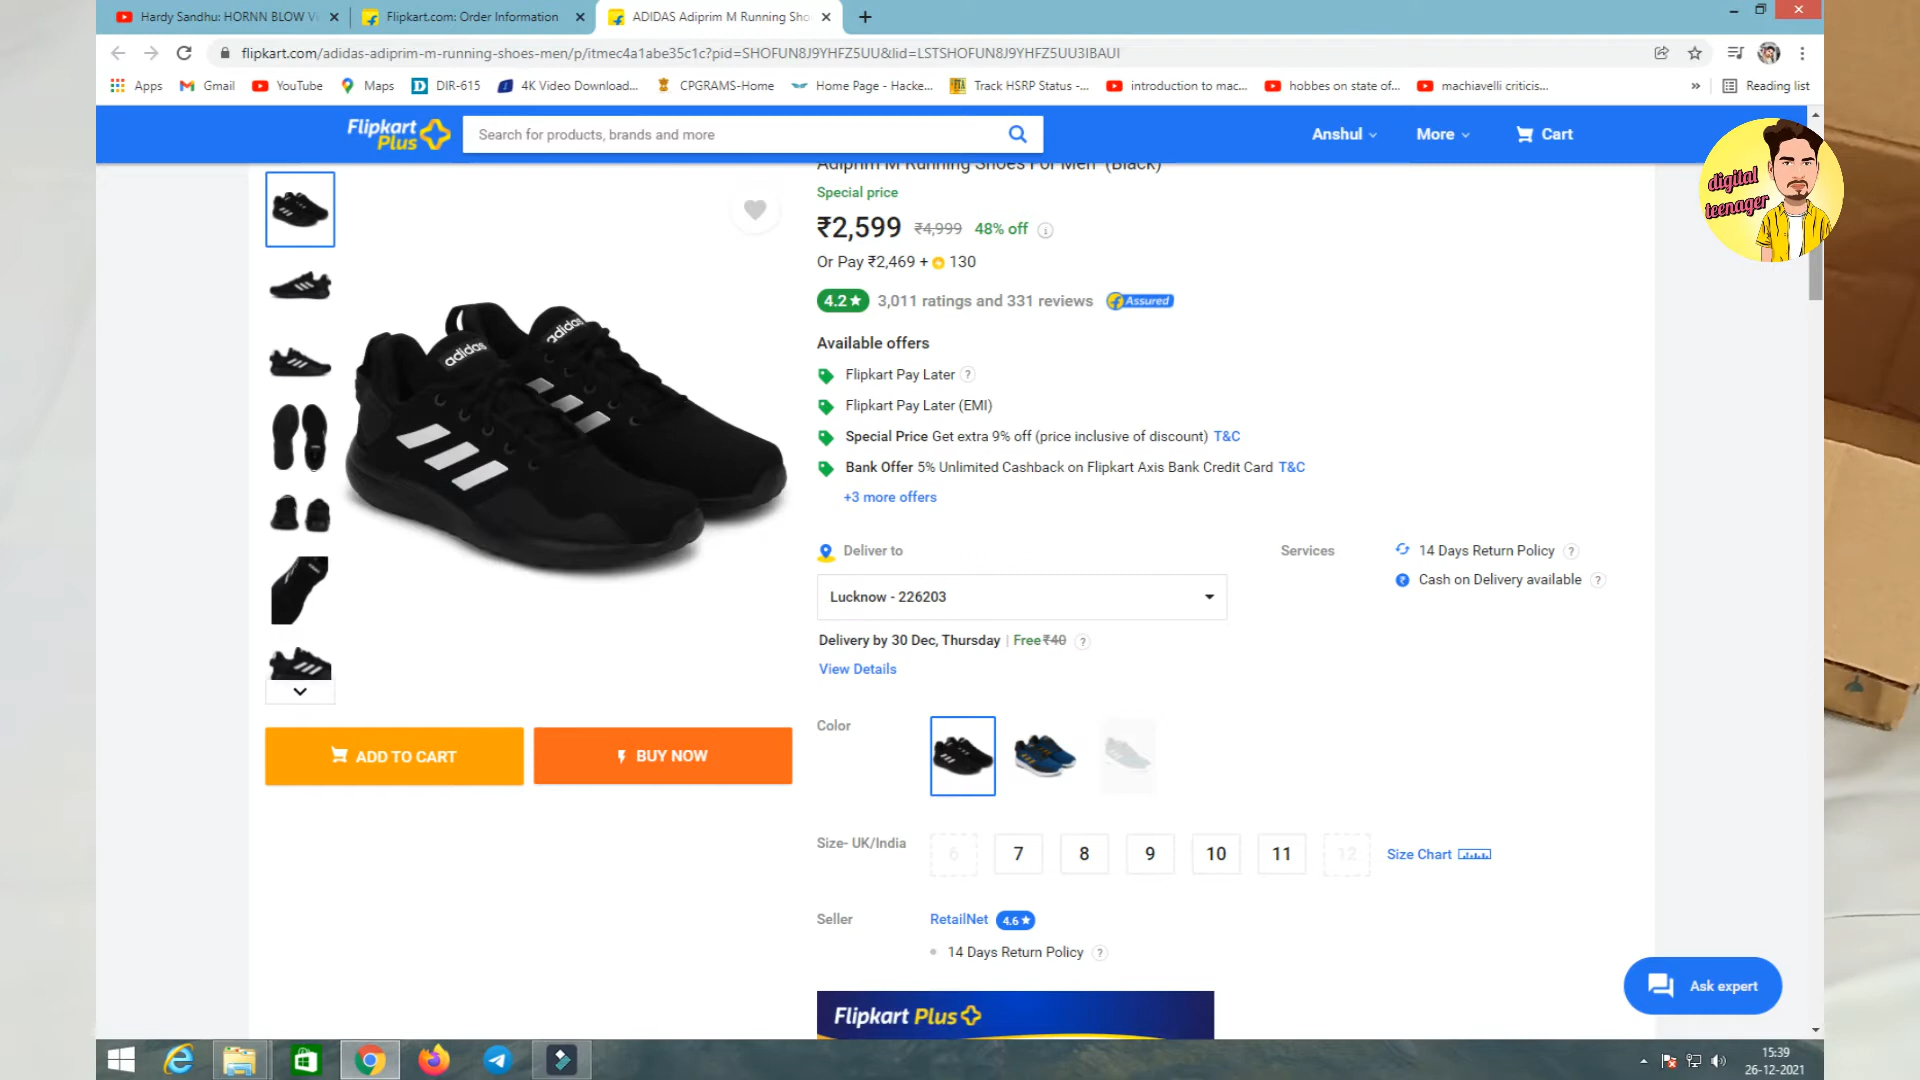 Hardy Sandhu: HORNN BLOW Vi
Flipkart.com: Order Information
ADIDAS Adiprim M Running Sho
flipkart.com/adidas-adiprim-m-running-shoes-men/p/itmec4a1abe35c1c?pid=SHOFUN8J9YHFZ5UU&lid=LSTSHOFUN8J9YHFZ5UU3IBAUI
Apps
Gmail
YouTube
Maps
DIR-615
4K Video Download...
CPGRAMS-Home
Home Page - Hacke...
Track HSRP Status -...
introduction to mac...
hobbes on state of...
machiavelli criticis...
»
Reading list
Flipkart
Plus
Search for products, brands and more
Anshul
More
Cart
digital
teenager
Adiprim M Running Shoes For Men (Black)
Special price
₹2,599 ₹4,999 48% off
Or Pay ₹2,469 + 130
4.2★ 3,011 ratings and 331 reviews Assured
Available offers
Flipkart Pay Later ?
Flipkart Pay Later (EMI)
Special Price Get extra 9% off (price inclusive of discount) T&C
Bank Offer 5% Unlimited Cashback on Flipkart Axis Bank Credit Card T&C
+3 more offers
adidas
adidas
Deliver to
Lucknow - 226203
Delivery by 30 Dec, Thursday | Free ₹40 ?
View Details
Services
14 Days Return Policy ?
Cash on Delivery available ?
ADD TO CART
BUY NOW
Color
Size- UK/India
6 7 8 9 10 11 12
Size Chart
Seller
RetailNet 4.6★
14 Days Return Policy ?
Flipkart Plus
Ask expert
15:39
26-12-2021